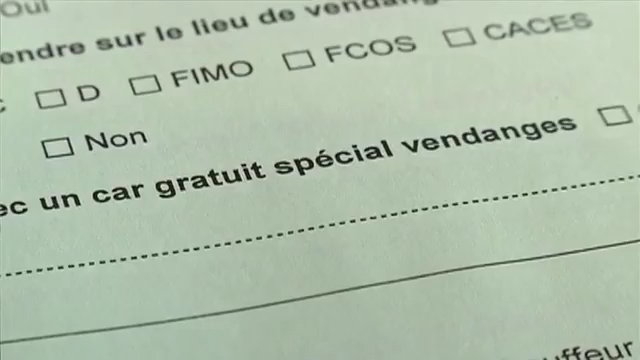 Oui
endre sur le lieu de vendang
C ☐ D ☐ FIMO ☐ FCOS ☐ CACES
☐ Non
ec un car gratuit spécial vendanges ☐
uffeur